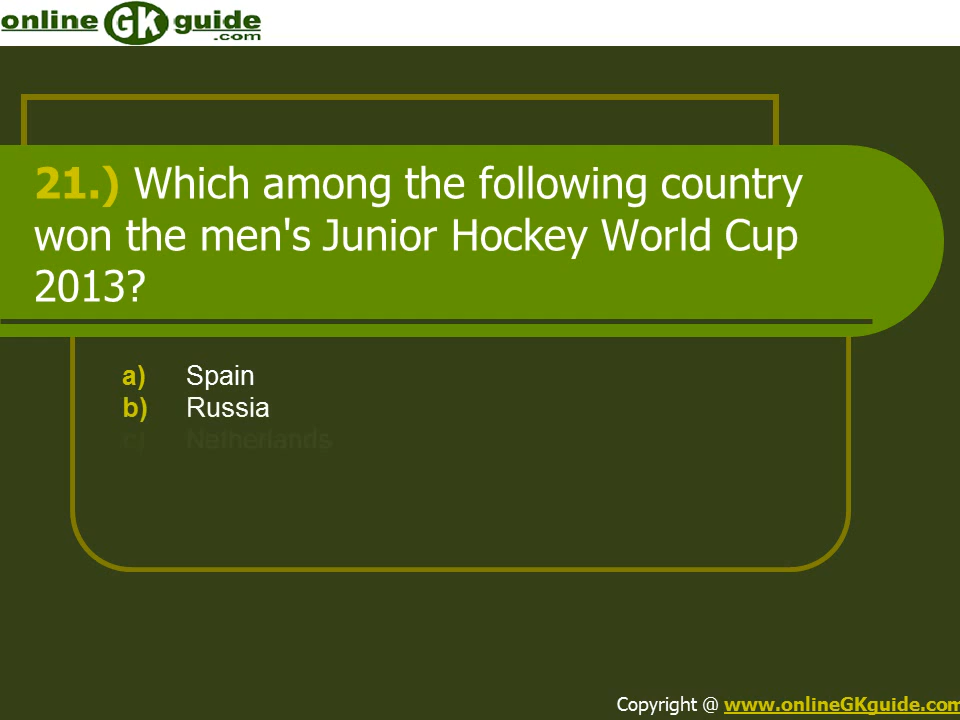 online GK guide
.com
21.) Which among the following country
won the men's Junior Hockey World Cup
2013?
a) Spain
b) Russia
c) Netherlands
Copyright @ www.onlineGKguide.com